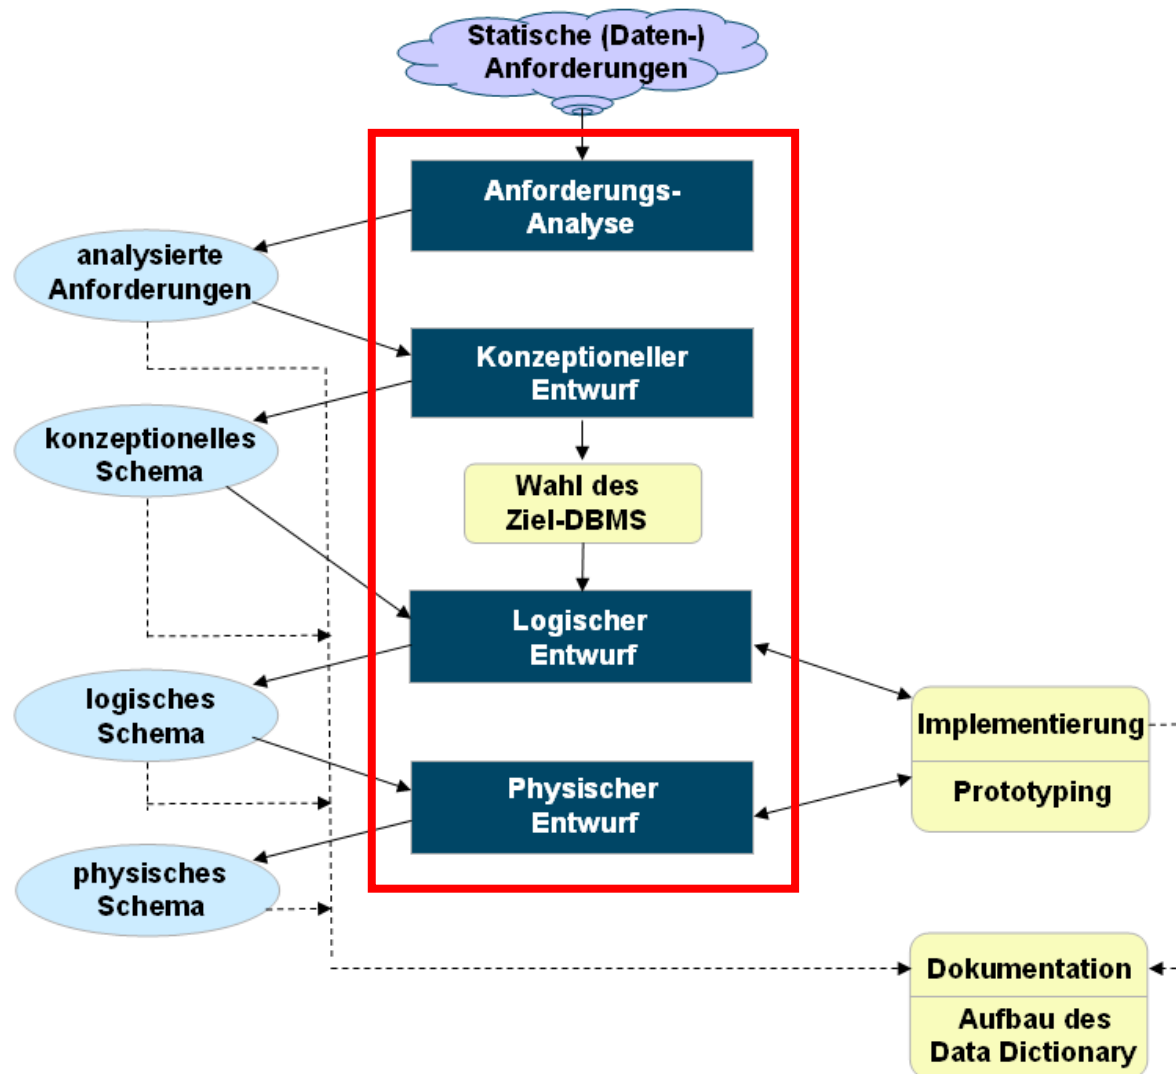 Statische (Daten-)
Anforderungen
Anforderungs-
Analyse
analysierte
Anforderungen
Konzeptioneller
Entwurf
konzeptionelles
Schema
Wahl des
Ziel-DBMS
Logischer
Entwurf
logisches
Schema
Implementierung
Prototyping
Physischer
Entwurf
physisches
Schema
Dokumentation
Aufbau des
Data Dictionary